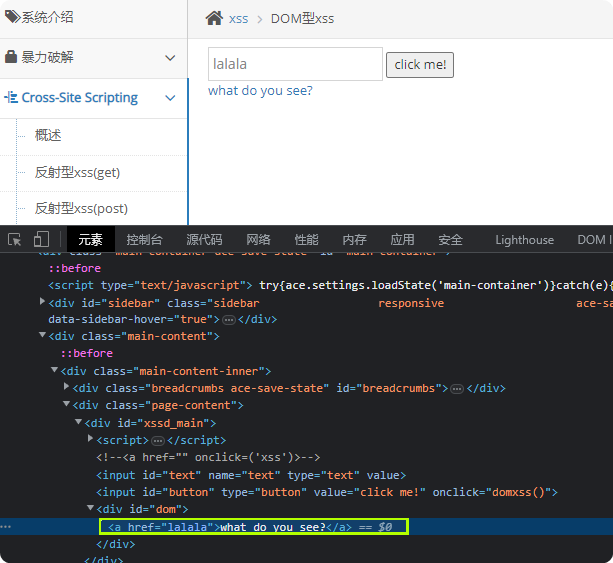 系统介绍
暴力破解
Cross-Site Scripting
概述
反射型xss(get)
反射型xss(post)
xss > DOM型xss
lalala
click me!
what do you see?
元素 控制台 源代码 网络 性能 内存 应用 安全 Lighthouse DOM I
<div class="main-container ace-save-state" id="main-container">
::before
<script type="text/javascript"> try{ace.settings.loadState('main-container')}catch(e){
<div id="sidebar" class="sidebar responsive ace-sa
data-sidebar-hover="true">…</div>
<div class="main-content">
::before
<div class="main-content-inner">
<div class="breadcrumbs ace-save-state" id="breadcrumbs">…</div>
<div class="page-content">
<div id="xssd_main">
<script>…</script>
<!--<a href="" onclick=('xss')>-->
<input id="text" name="text" type="text" value>
<input id="button" type="button" value="click me!" onclick="domxss()">
<div id="dom">
… <a href="lalala">what do you see?</a> == $0
</div>
</div>